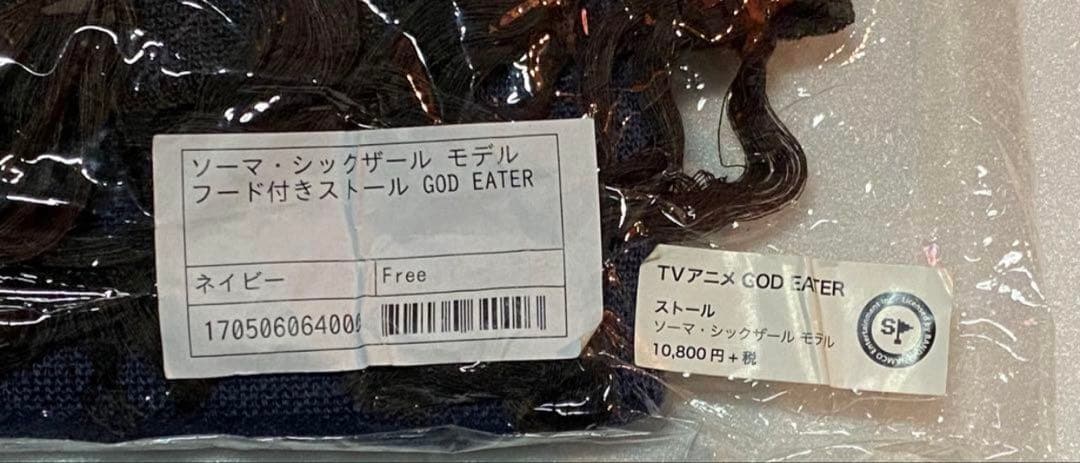 ソーマ・シックザール モデル
フード付きストール GOD EATER
ネイビー
Free
TVアニメ GOD EATER
ストール
ソーマ・シックザール モデル
10,800円+税